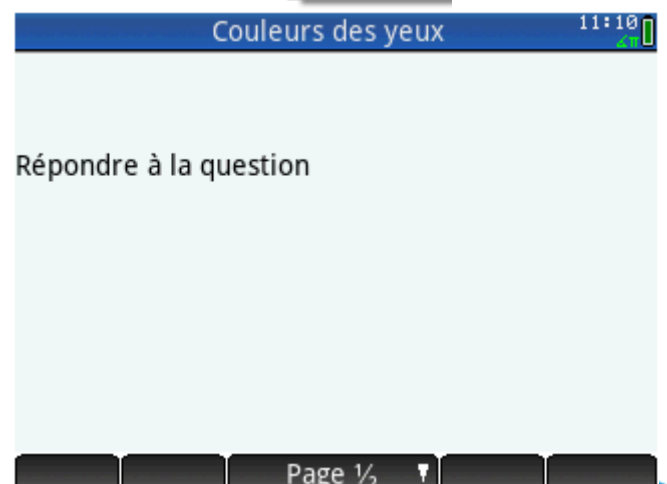 Couleurs des yeux
11:10
∡π
Répondre à la question
Page ½